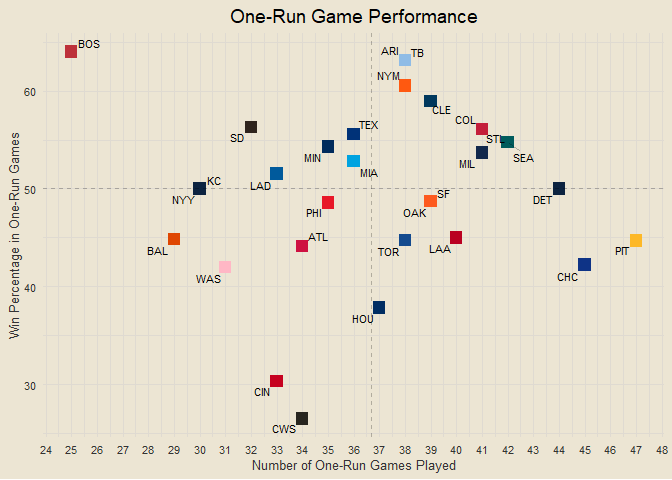 One-Run Game Performance
BOS
ARI TB
NYM
60
CLE
COL
TEX
SD
STL
MIN
MIL
SEA
MIA
KC
LAD
50
NYY
SF
DET
PHI
OAK
ATL
BAL
TOR
LAA
PIT
WAS
CHC
40
HOU
30
CIN
CWS
Win Percentage in One-Run Games
24 25 26 27 28 29 30 31 32 33 34 35 36 37 38 39 40 41 42 43 44 45 46 47 48
Number of One-Run Games Played